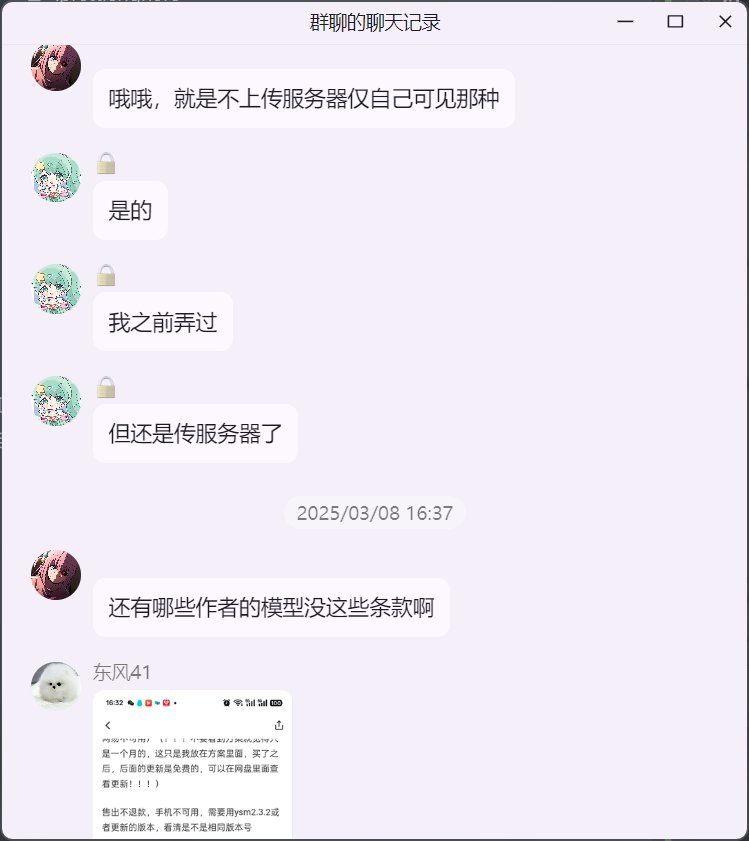 群聊的聊天记录
哦哦，就是不上传服务器仅自己可见那种
是的
我之前弄过
但还是传服务器了
2025/03/08 16:37
还有哪些作者的模型没这些条款啊
东风41
16:32
是一个月的，这只是我放在方案里面，买了之
后，后面的更新是免费的，可以在网盘里面查
看更新！！！）
售出不退款，手机不可用，需要用ysm2.3.2或
者更新的版本，看清是不是相同版本号